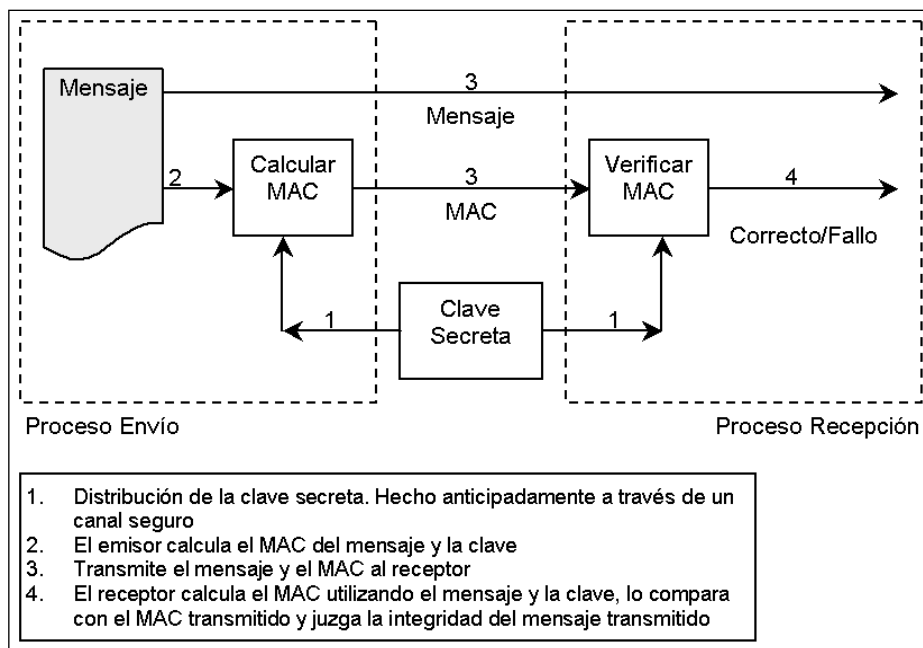 Mensaje
3
Mensaje
2
Calcular
MAC
3
MAC
Verificar
MAC
4
Correcto/Fallo
1
Clave
Secreta
1
Proceso Envío
Proceso Recepción
1. Distribución de la clave secreta. Hecho anticipadamente a través de un
canal seguro
2. El emisor calcula el MAC del mensaje y la clave
3. Transmite el mensaje y el MAC al receptor
4. El receptor calcula el MAC utilizando el mensaje y la clave, lo compara
con el MAC transmitido y juzga la integridad del mensaje transmitido